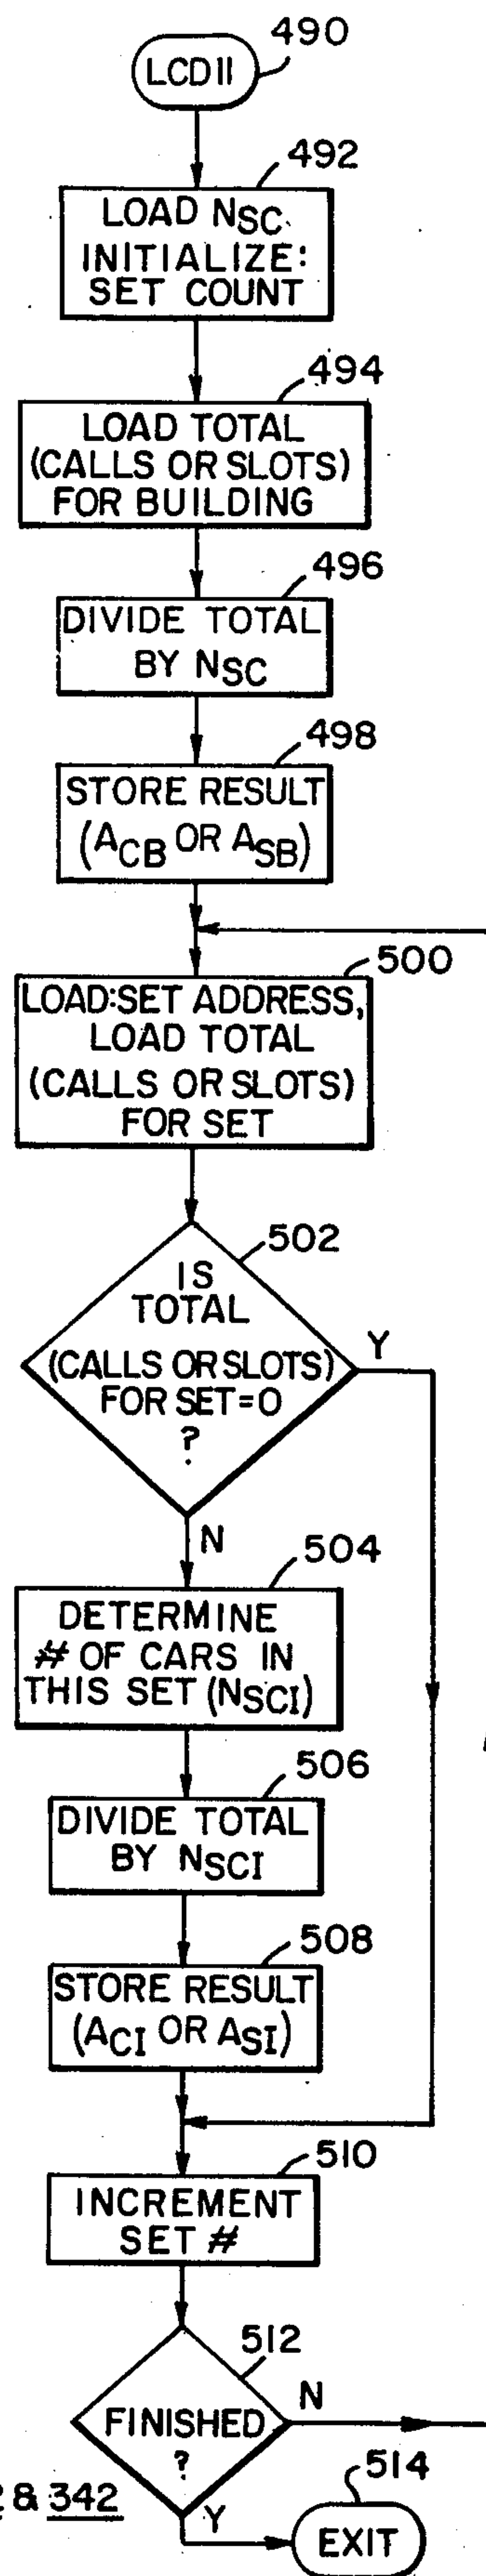 490
LCD11
492
LOAD NSC
INITIALIZE:
SET COUNT
494
LOAD TOTAL
(CALLS OR SLOTS)
FOR BUILDING
496
DIVIDE TOTAL
BY NSC
498
STORE RESULT
(ACB OR ASB)
500
LOAD:SET ADDRESS,
LOAD TOTAL
(CALLS OR SLOTS)
FOR SET
502
IS
TOTAL
(CALLS OR SLOTS)
FOR SET=0
?
Y
N
504
DETERMINE
# OF CARS IN
THIS SET (NSCI)
506
DIVIDE TOTAL
BY NSCI
508
STORE RESULT
(ACI OR ASI)
510
INCREMENT
SET #
512
FINISHED
?
N
Y
& 342
514
EXIT